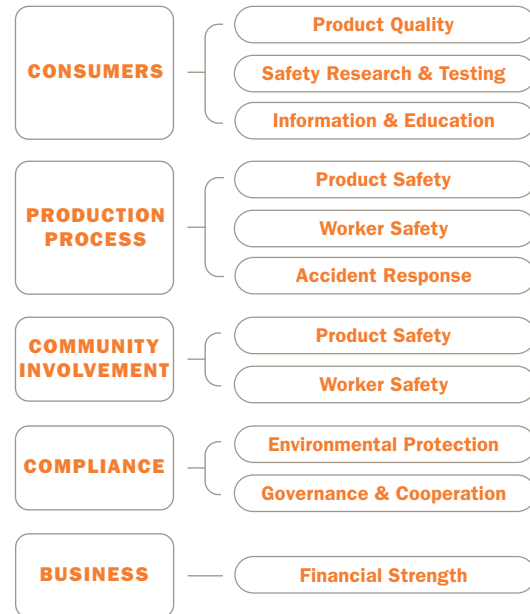 CONSUMERS
Product Quality
Safety Research & Testing
Information & Education
PRODUCTION
PROCESS
Product Safety
Worker Safety
Accident Response
COMMUNITY
INVOLVEMENT
Product Safety
Worker Safety
COMPLIANCE
Environmental Protection
Governance & Cooperation
BUSINESS
Financial Strength